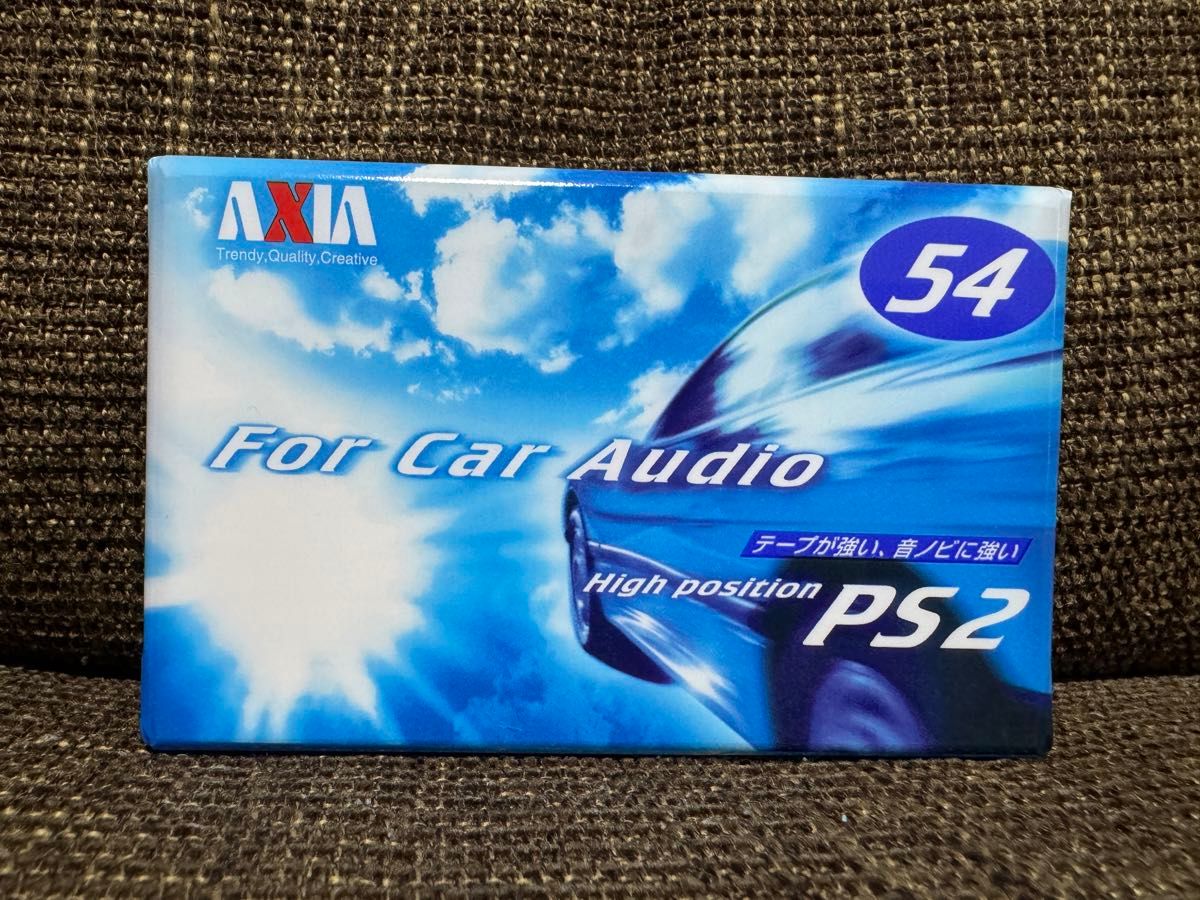 AXIA
Trendy,Quality,Creative
54
For Car Audio
テープが強い、音ノビに強い
High position PS2